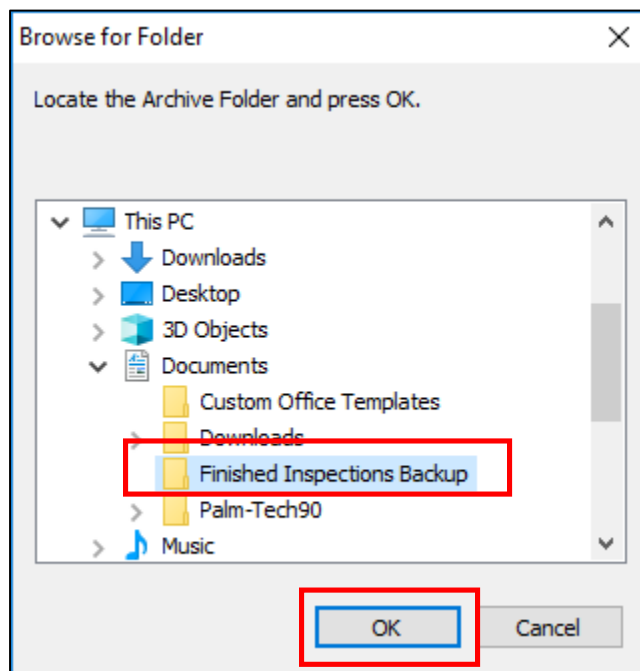 Browse for Folder
Locate the Archive Folder and press OK.
This PC
Downloads
Desktop
3D Objects
Documents
Custom Office Templates
Downloads
Finished Inspections Backup
Palm-Tech90
Music
OK Cancel